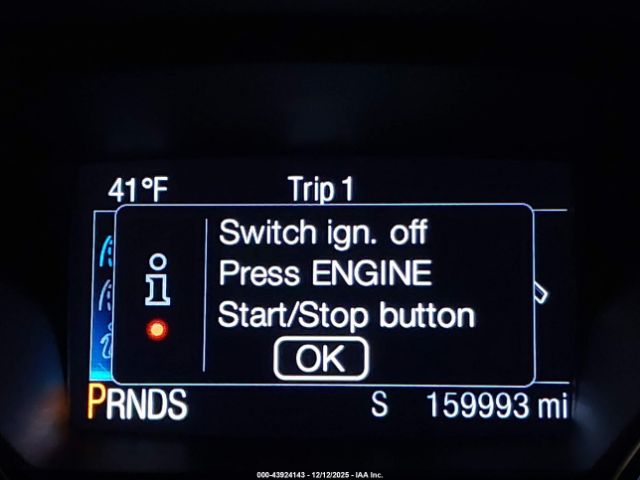 41°F Trip 1
Switch ign. off
Press ENGINE
Start/Stop button
OK
PRNDS S 159993 mi
000-43924143 - 12/12/2025 - IAA Inc.